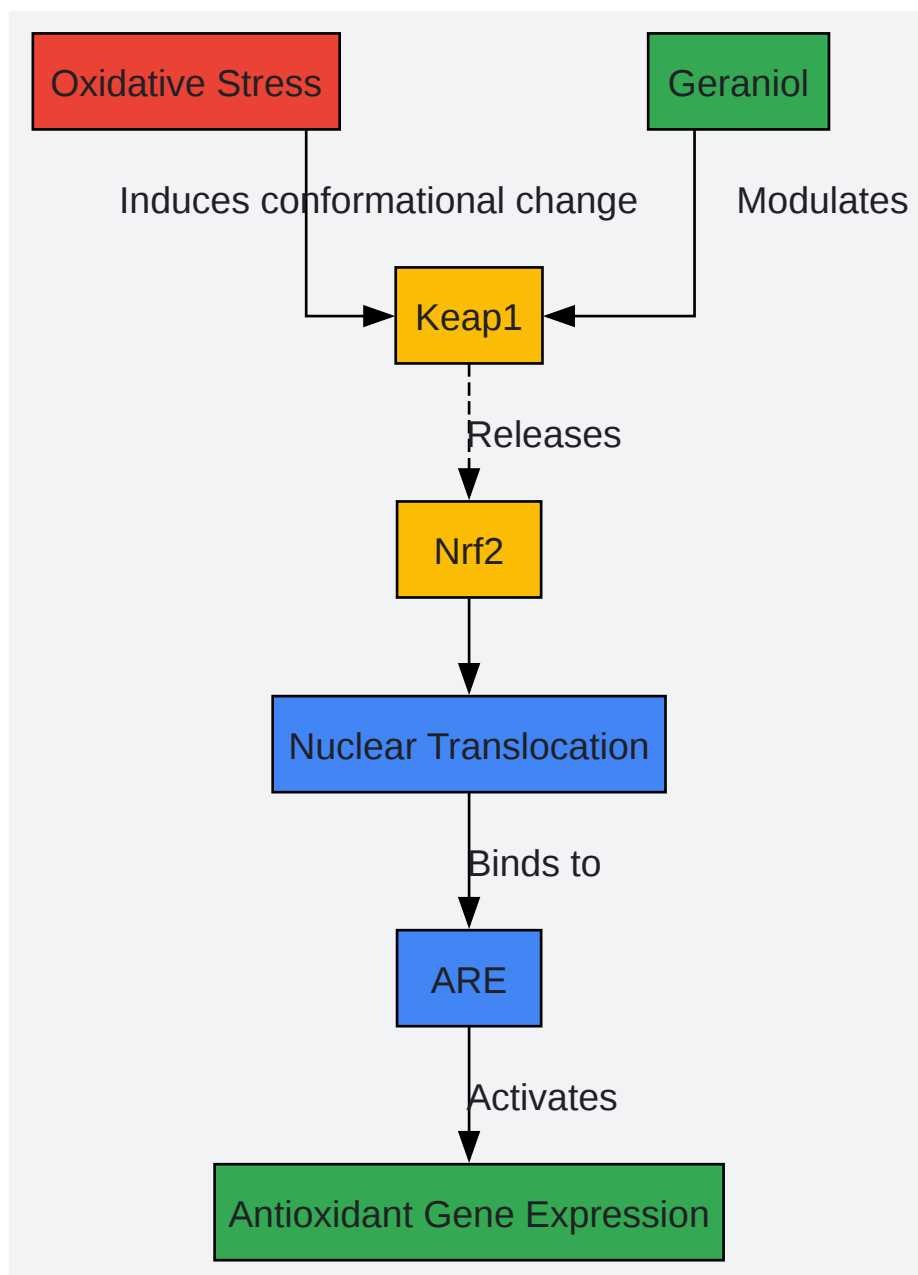 Oxidative Stress
Geraniol
Induces conformational change
Modulates
Keap1
Releases
Nrf2
Nuclear Translocation
Binds to
ARE
Activates
Antioxidant Gene Expression